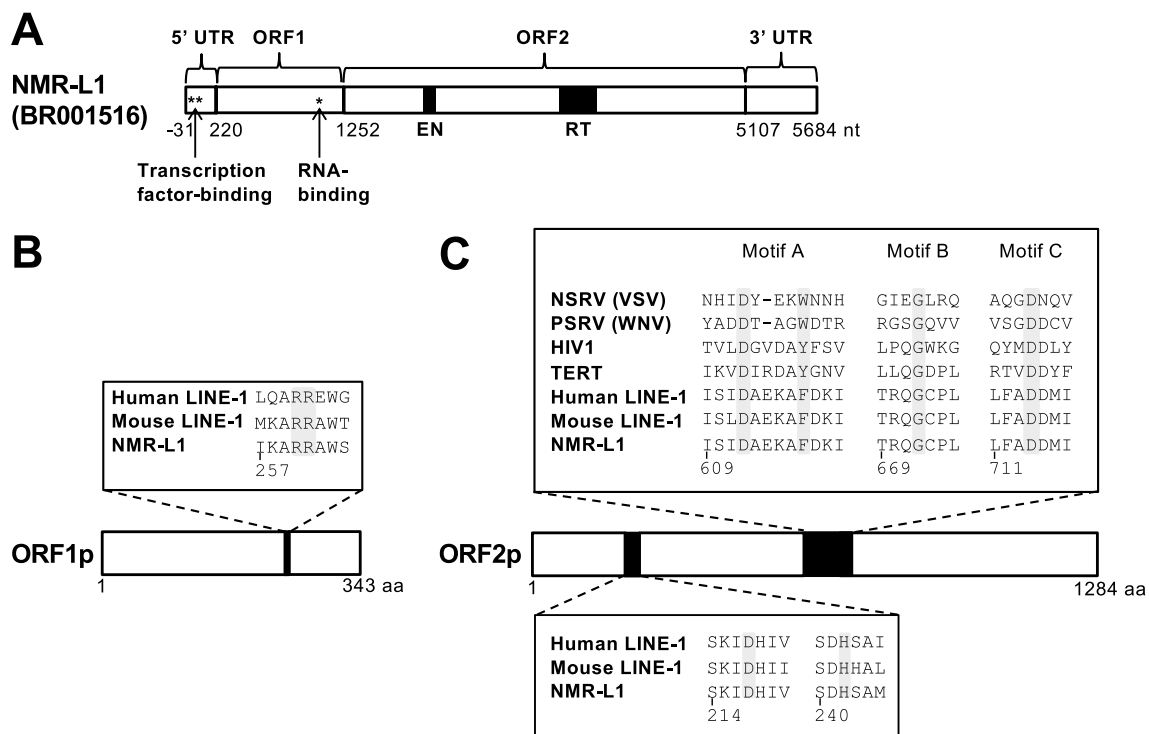 A
5' UTR ORF1 ORF2 3' UTR
NMR-L1
(BR001516)
** *
-31 220 1252 EN RT 5107 5684 nt
Transcription
factor-binding
RNA-
binding
B
Human LINE-1 LQARREWG
Mouse LINE-1 MKARRAWT
NMR-L1 IKARRAWS
257
ORF1p
1 343 aa
C
Motif A Motif B Motif C
NSRV (VSV) NHIDY-EKWNNH GIEGLRQ AQGDNQV
PSRV (WNV) YADDT-AGWDTR RGSGQVV VSGDDCV
HIV1 TVLDGVDAYFSV LPQGWKG QYMDDLY
TERT IKVDIRDAYGNV LLQGDPL RTVDDYF
Human LINE-1 ISIDAEKAFDKI TRQGCPL LFADDMI
Mouse LINE-1 ISLDAEKAFDKI TRQGCPL LFADDMI
NMR-L1 ISIDAEKAFDKI TRQGCPL LFADDMI
609 669 711
ORF2p
1 1284 aa
Human LINE-1 SKIDHIV SDHSAI
Mouse LINE-1 SKIDHII SDHHAL
NMR-L1 SKIDHIV SDHSAM
214 240